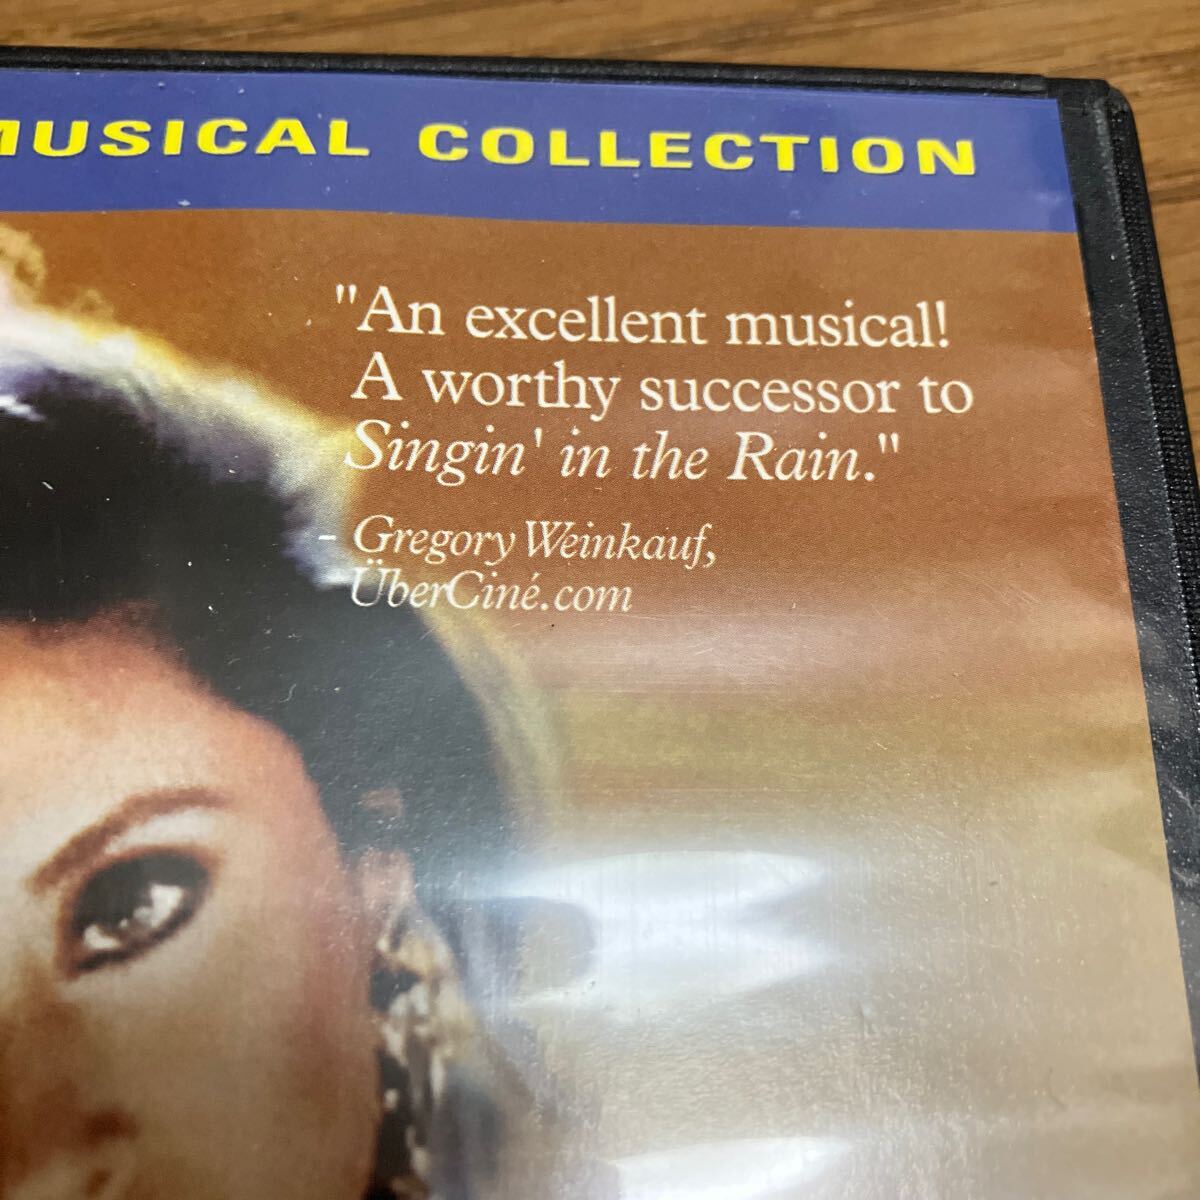 MUSICAL COLLECTION
"An excellent musical!
A worthy successor to
Singin' in the Rain."
- Gregory Weinkauf,
ÜberCiné.com